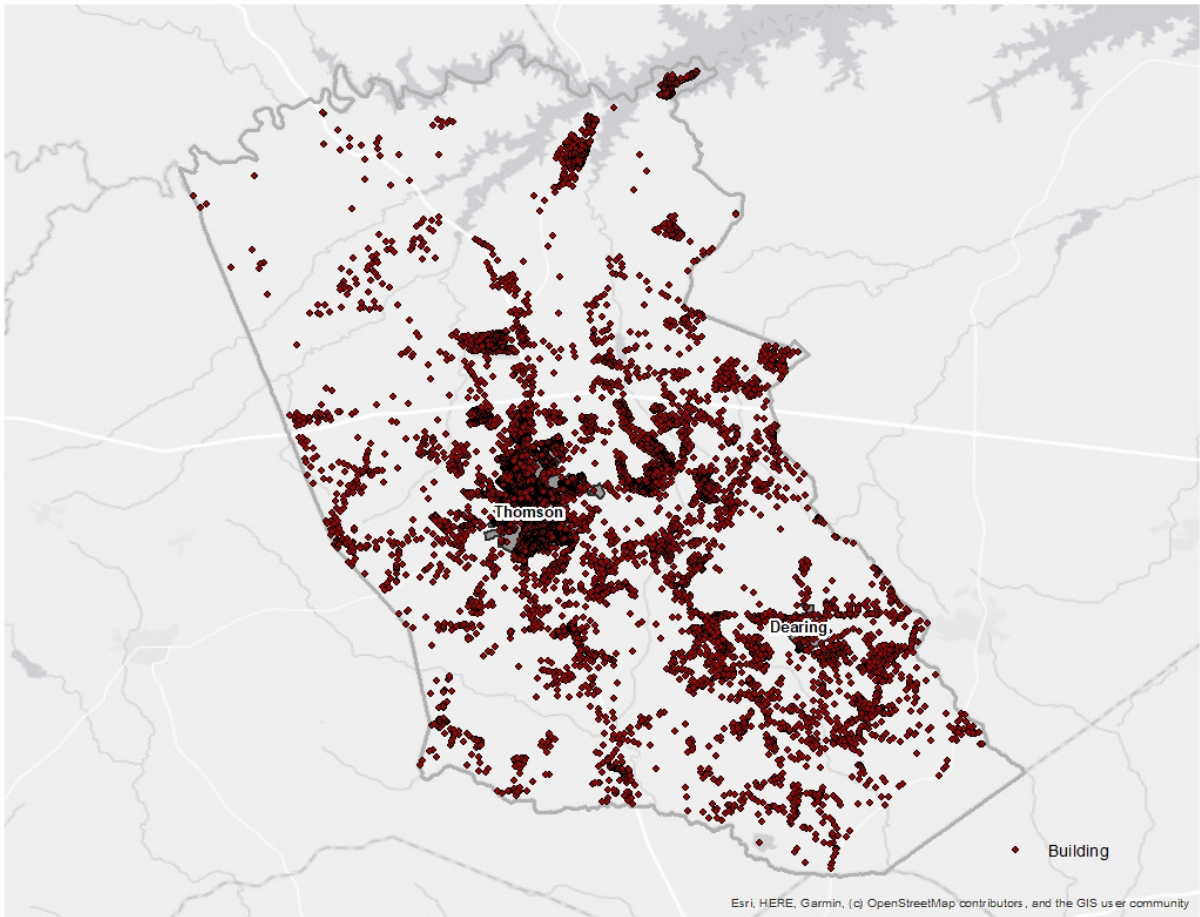 Thomson
Dearing
Building
Esri, HERE, Garmin, (c) OpenStreetMap contributors, and the GIS user community